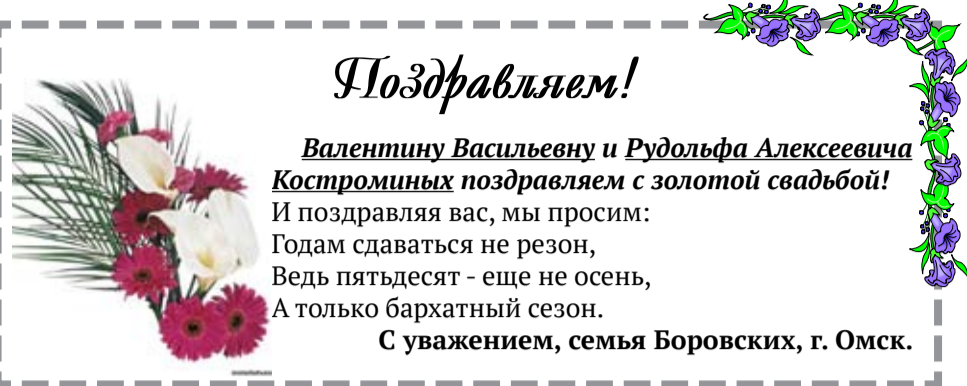 Поздравляем!
Валентину Васильевну и Рудольфа Алексеевича
Костроминых поздравляем с золотой свадьбой!
И поздравляя вас, мы просим:
Годам сдаваться не резон,
Ведь пятьдесят - еще не осень,
А только бархатный сезон.
С уважением, семья Боровских, г. Омск.